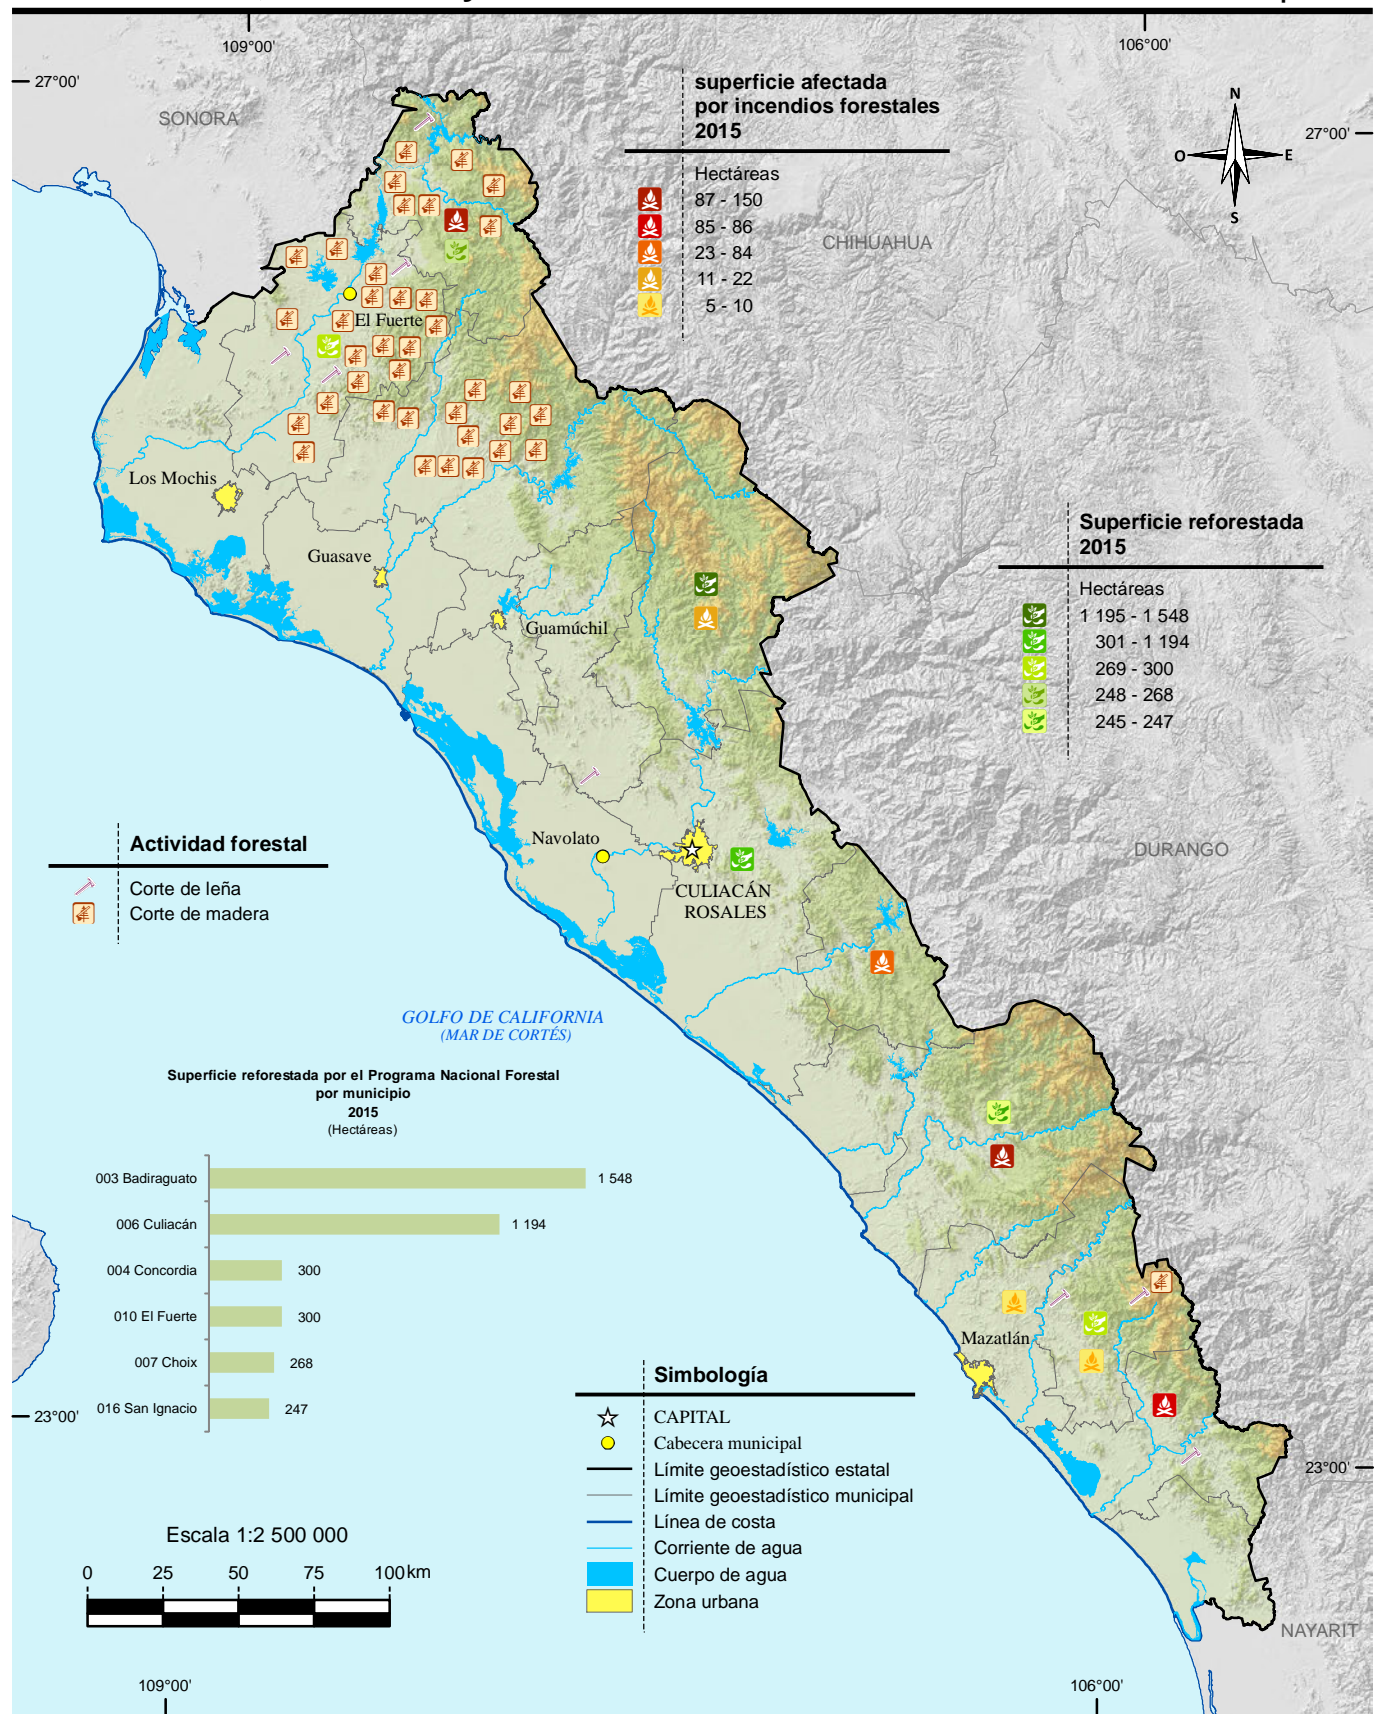 109°00'
106°00'
27°00'
27°00'
SONORA
superficie afectada
por incendios forestales
2015
Hectáreas
87 - 150
85 - 86
23 - 84
11 - 22
5 - 10
N
O
E
S
CHIHUAHUA
El Fuerte
Los Mochis
Guasave
Guamúchil
Superficie reforestada
2015
Hectáreas
1 195 - 1 548
301 - 1 194
269 - 300
248 - 268
245 - 247
Actividad forestal
Corte de leña
Corte de madera
Navolato
CULIACÁN
ROSALES
DURANGO
GOLFO DE CALIFORNIA
(MAR DE CORTÉS)
Superficie reforestada por el Programa Nacional Forestal
por municipio
2015
(Hectáreas)
003 Badiraguato 1 548
006 Culiacán 1 194
004 Concordia 300
010 El Fuerte 300
007 Choix 268
016 San Ignacio 247
Mazatlán
23°00'
23°00'
Simbología
CAPITAL
Cabecera municipal
Límite geoestadístico estatal
Límite geoestadístico municipal
Línea de costa
Corriente de agua
Cuerpo de agua
Zona urbana
Escala 1:2 500 000
0 25 50 75 100 km
NAYARIT
109°00'
106°00'